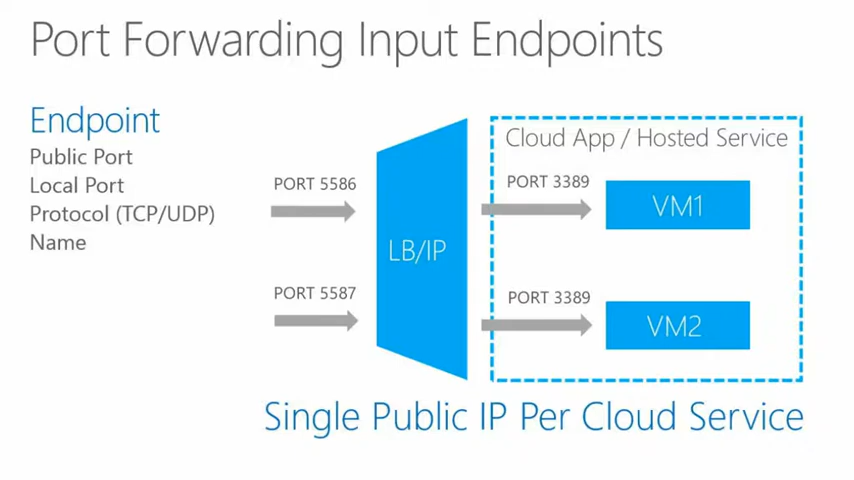 Port Forwarding Input Endpoints
Endpoint
Public Port
Local Port
Protocol (TCP/UDP)
Name
PORT 5586
PORT 5587
LB/IP
Cloud App / Hosted Service
PORT 3389
VM1
PORT 3389
VM2
Single Public IP Per Cloud Service